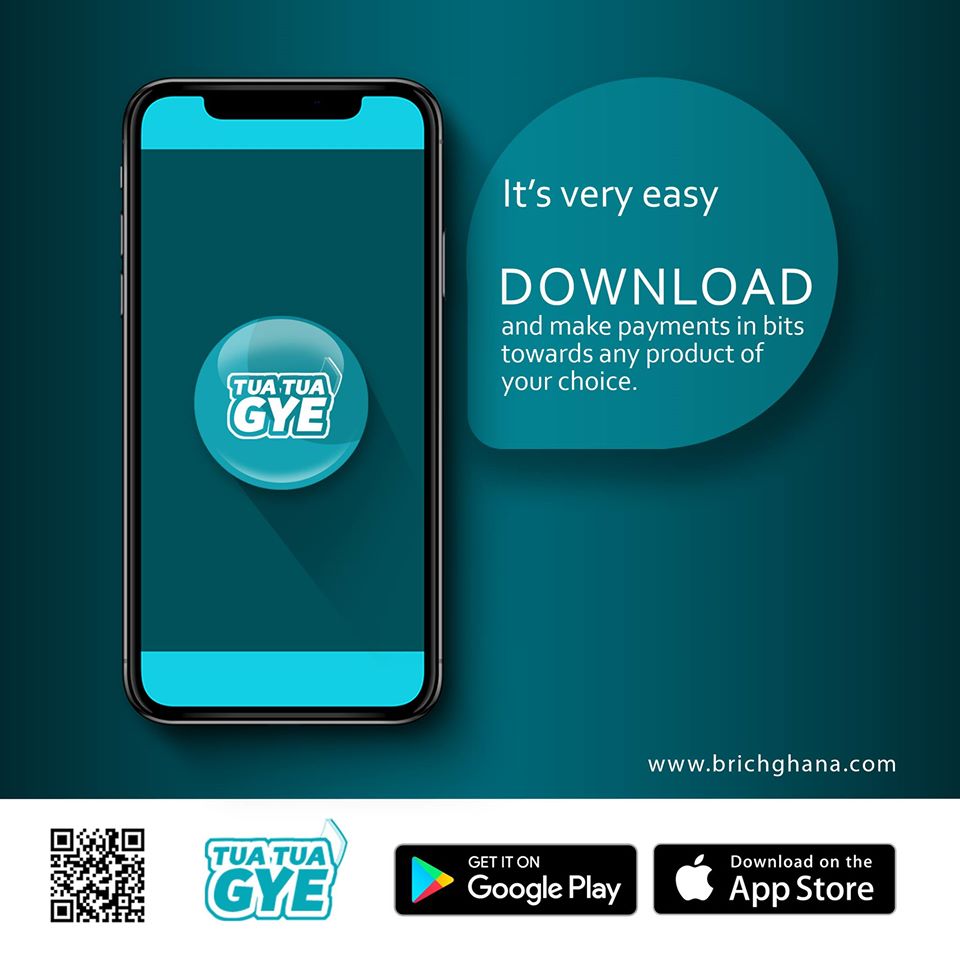 It's very easy
DOWNLOAD
and make payments in bits
towards any product of
your choice.
TUA TUA
GYE
www.brichghana.com
TUA TUA
GYE
GET IT ON
Google Play
Download on the
App Store